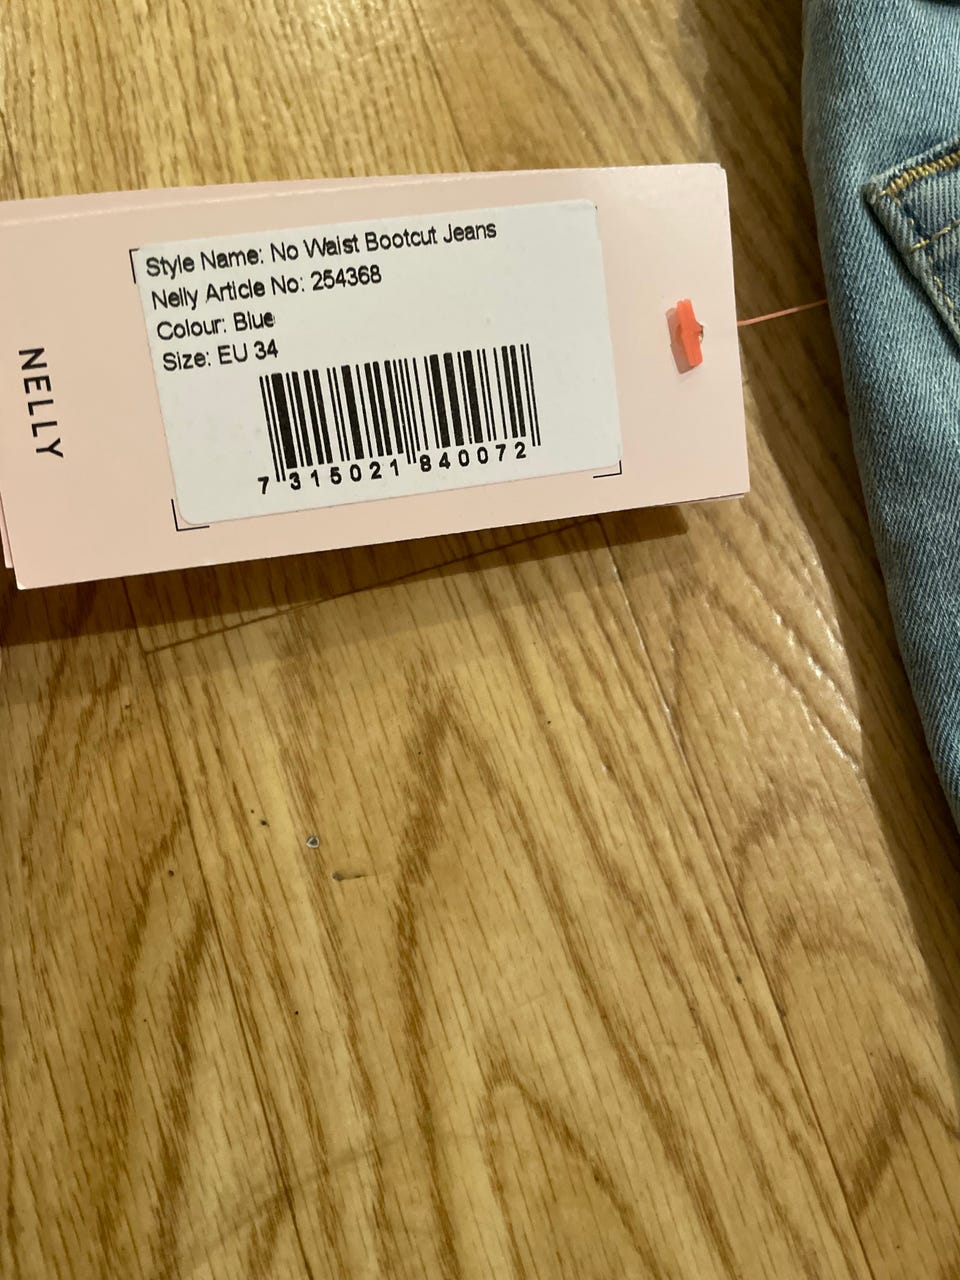 NELLY
Style Name: No Waist Bootcut Jeans
Nelly Article No: 254368
Colour: Blue
Size: EU 34
7 315021 840072